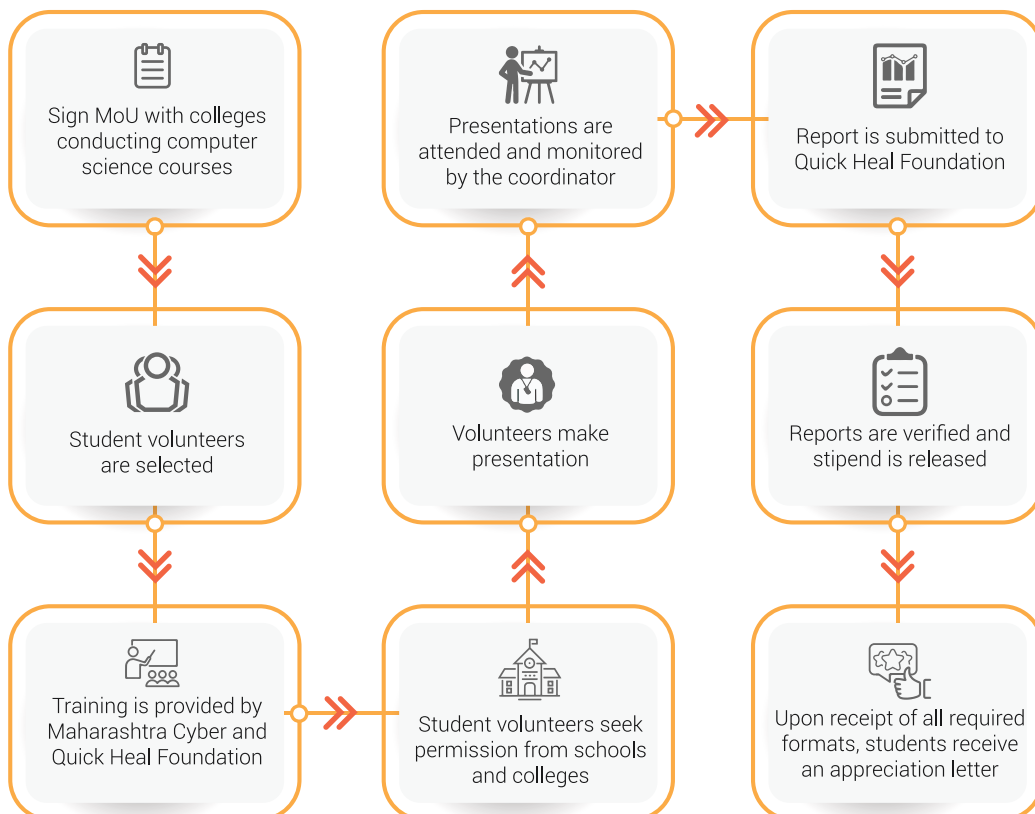 Sign MoU with colleges
conducting computer
science courses
Student volunteers
are selected
Training is provided by
Maharashtra Cyber and
Quick Heal Foundation
Student volunteers seek
permission from schools
and colleges
Volunteers make
presentation
Presentations are
attended and monitored
by the coordinator
Report is submitted to
Quick Heal Foundation
Reports are verified and
stipend is released
Upon receipt of all required
formats, students receive
an appreciation letter